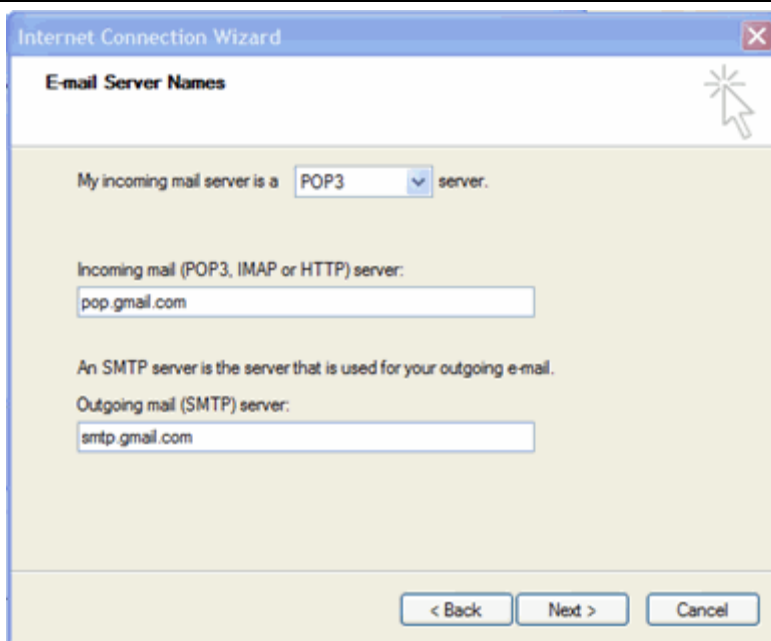 Internet Connection Wizard
E-mail Server Names
My incoming mail server is a POP3 server.
Incoming mail (POP3, IMAP or HTTP) server:
pop.gmail.com
An SMTP server is the server that is used for your outgoing e-mail.
Outgoing mail (SMTP) server:
smtp.gmail.com
< Back Next > Cancel